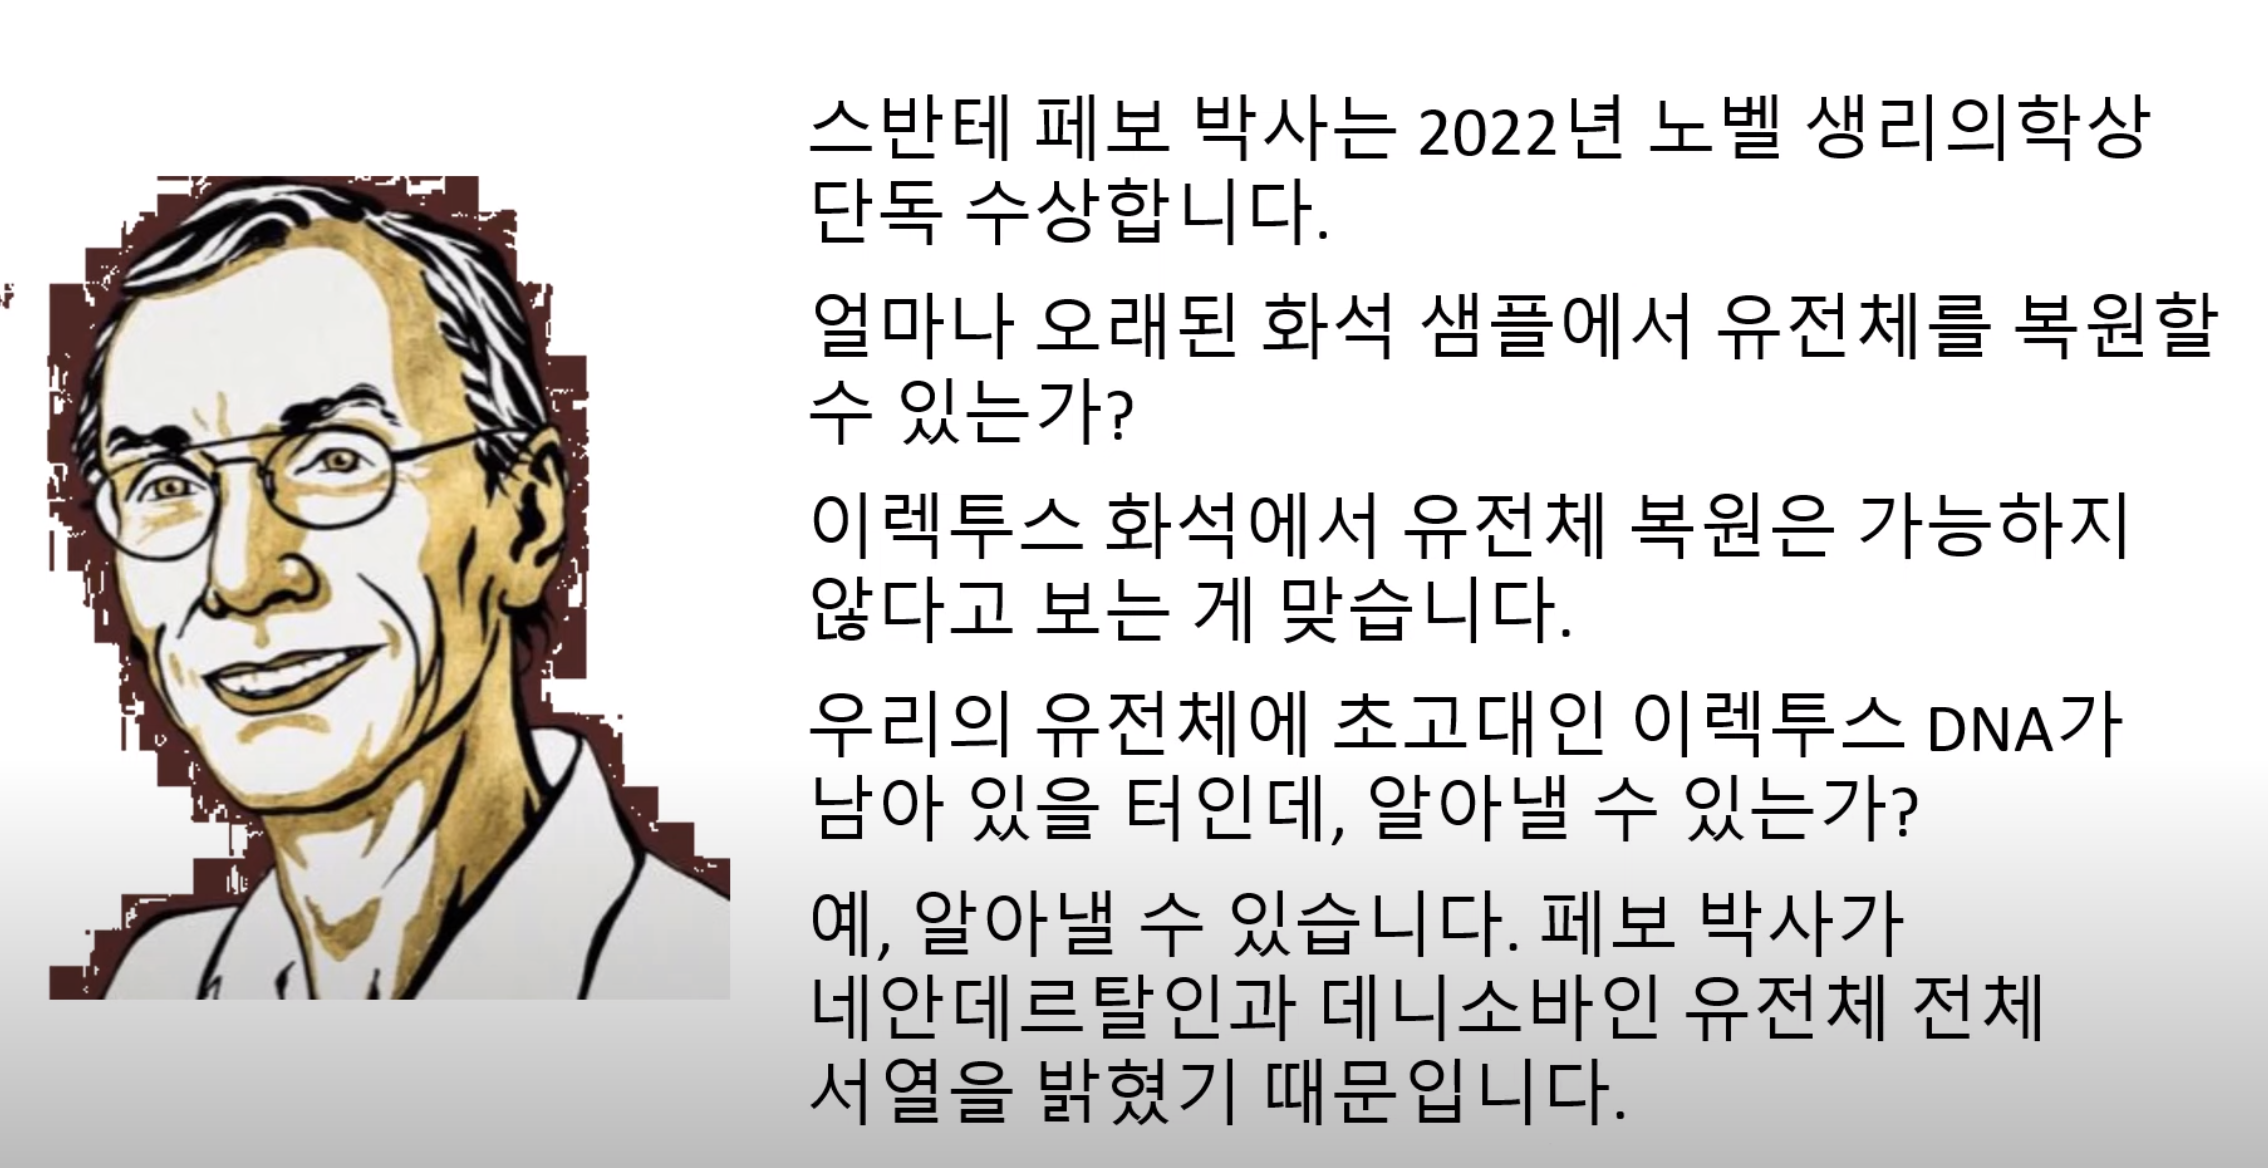 스반테 페보 박사는 2022년 노벨 생리의학상
단독 수상합니다.
얼마나 오래된 화석 샘플에서 유전체를 복원할
수 있는가?
이렉투스 화석에서 유전체 복원은 가능하지
않다고 보는 게 맞습니다.
우리의 유전체에 초고대인 이렉투스 DNA가
남아 있을 터인데, 알아낼 수 있는가?
예, 알아낼 수 있습니다. 페보 박사가
네안데르탈인과 데니소바인 유전체 전체
서열을 밝혔기 때문입니다.